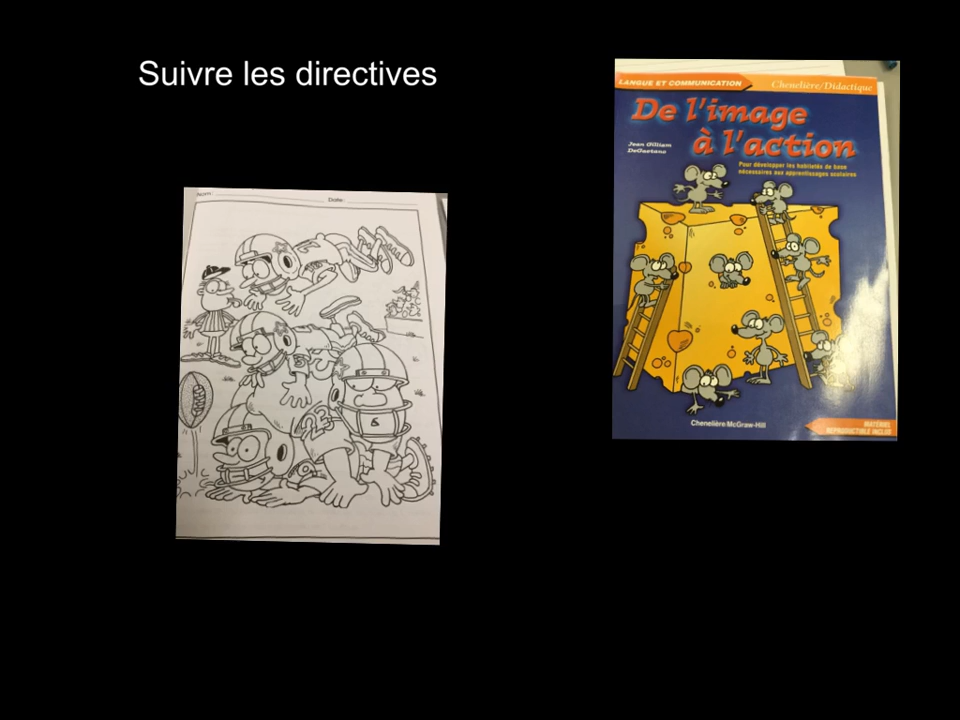 Suivre les directives
Nom :
Date :
23
LANGUE ET COMMUNICATION
Chenelière/Didactique
De l'image
à l'action
Jean Gilliam
DeGaetano
Pour développer les habiletés de base
nécessaires aux apprentissages scolaires
Chenelière/McGraw-Hill
MATÉRIEL
REPRODUCTIBLE INCLUS